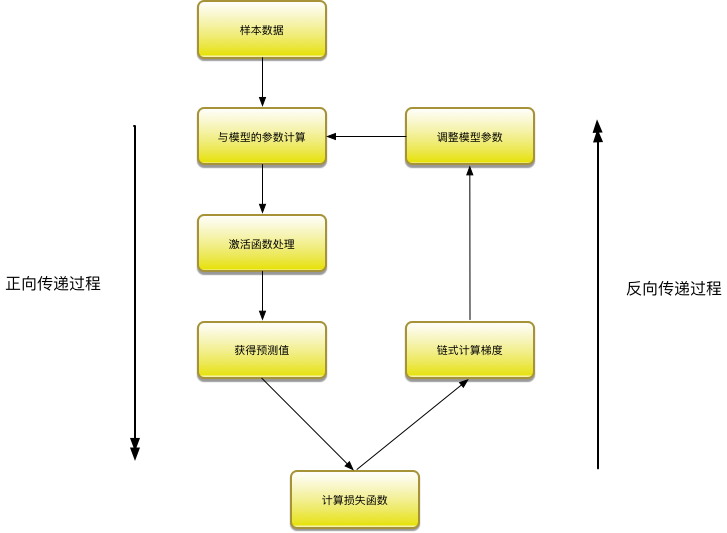 样本数据
与模型的参数计算
调整模型参数
激活函数处理
正向传递过程
反向传递过程
获得预测值
链式计算梯度
计算损失函数